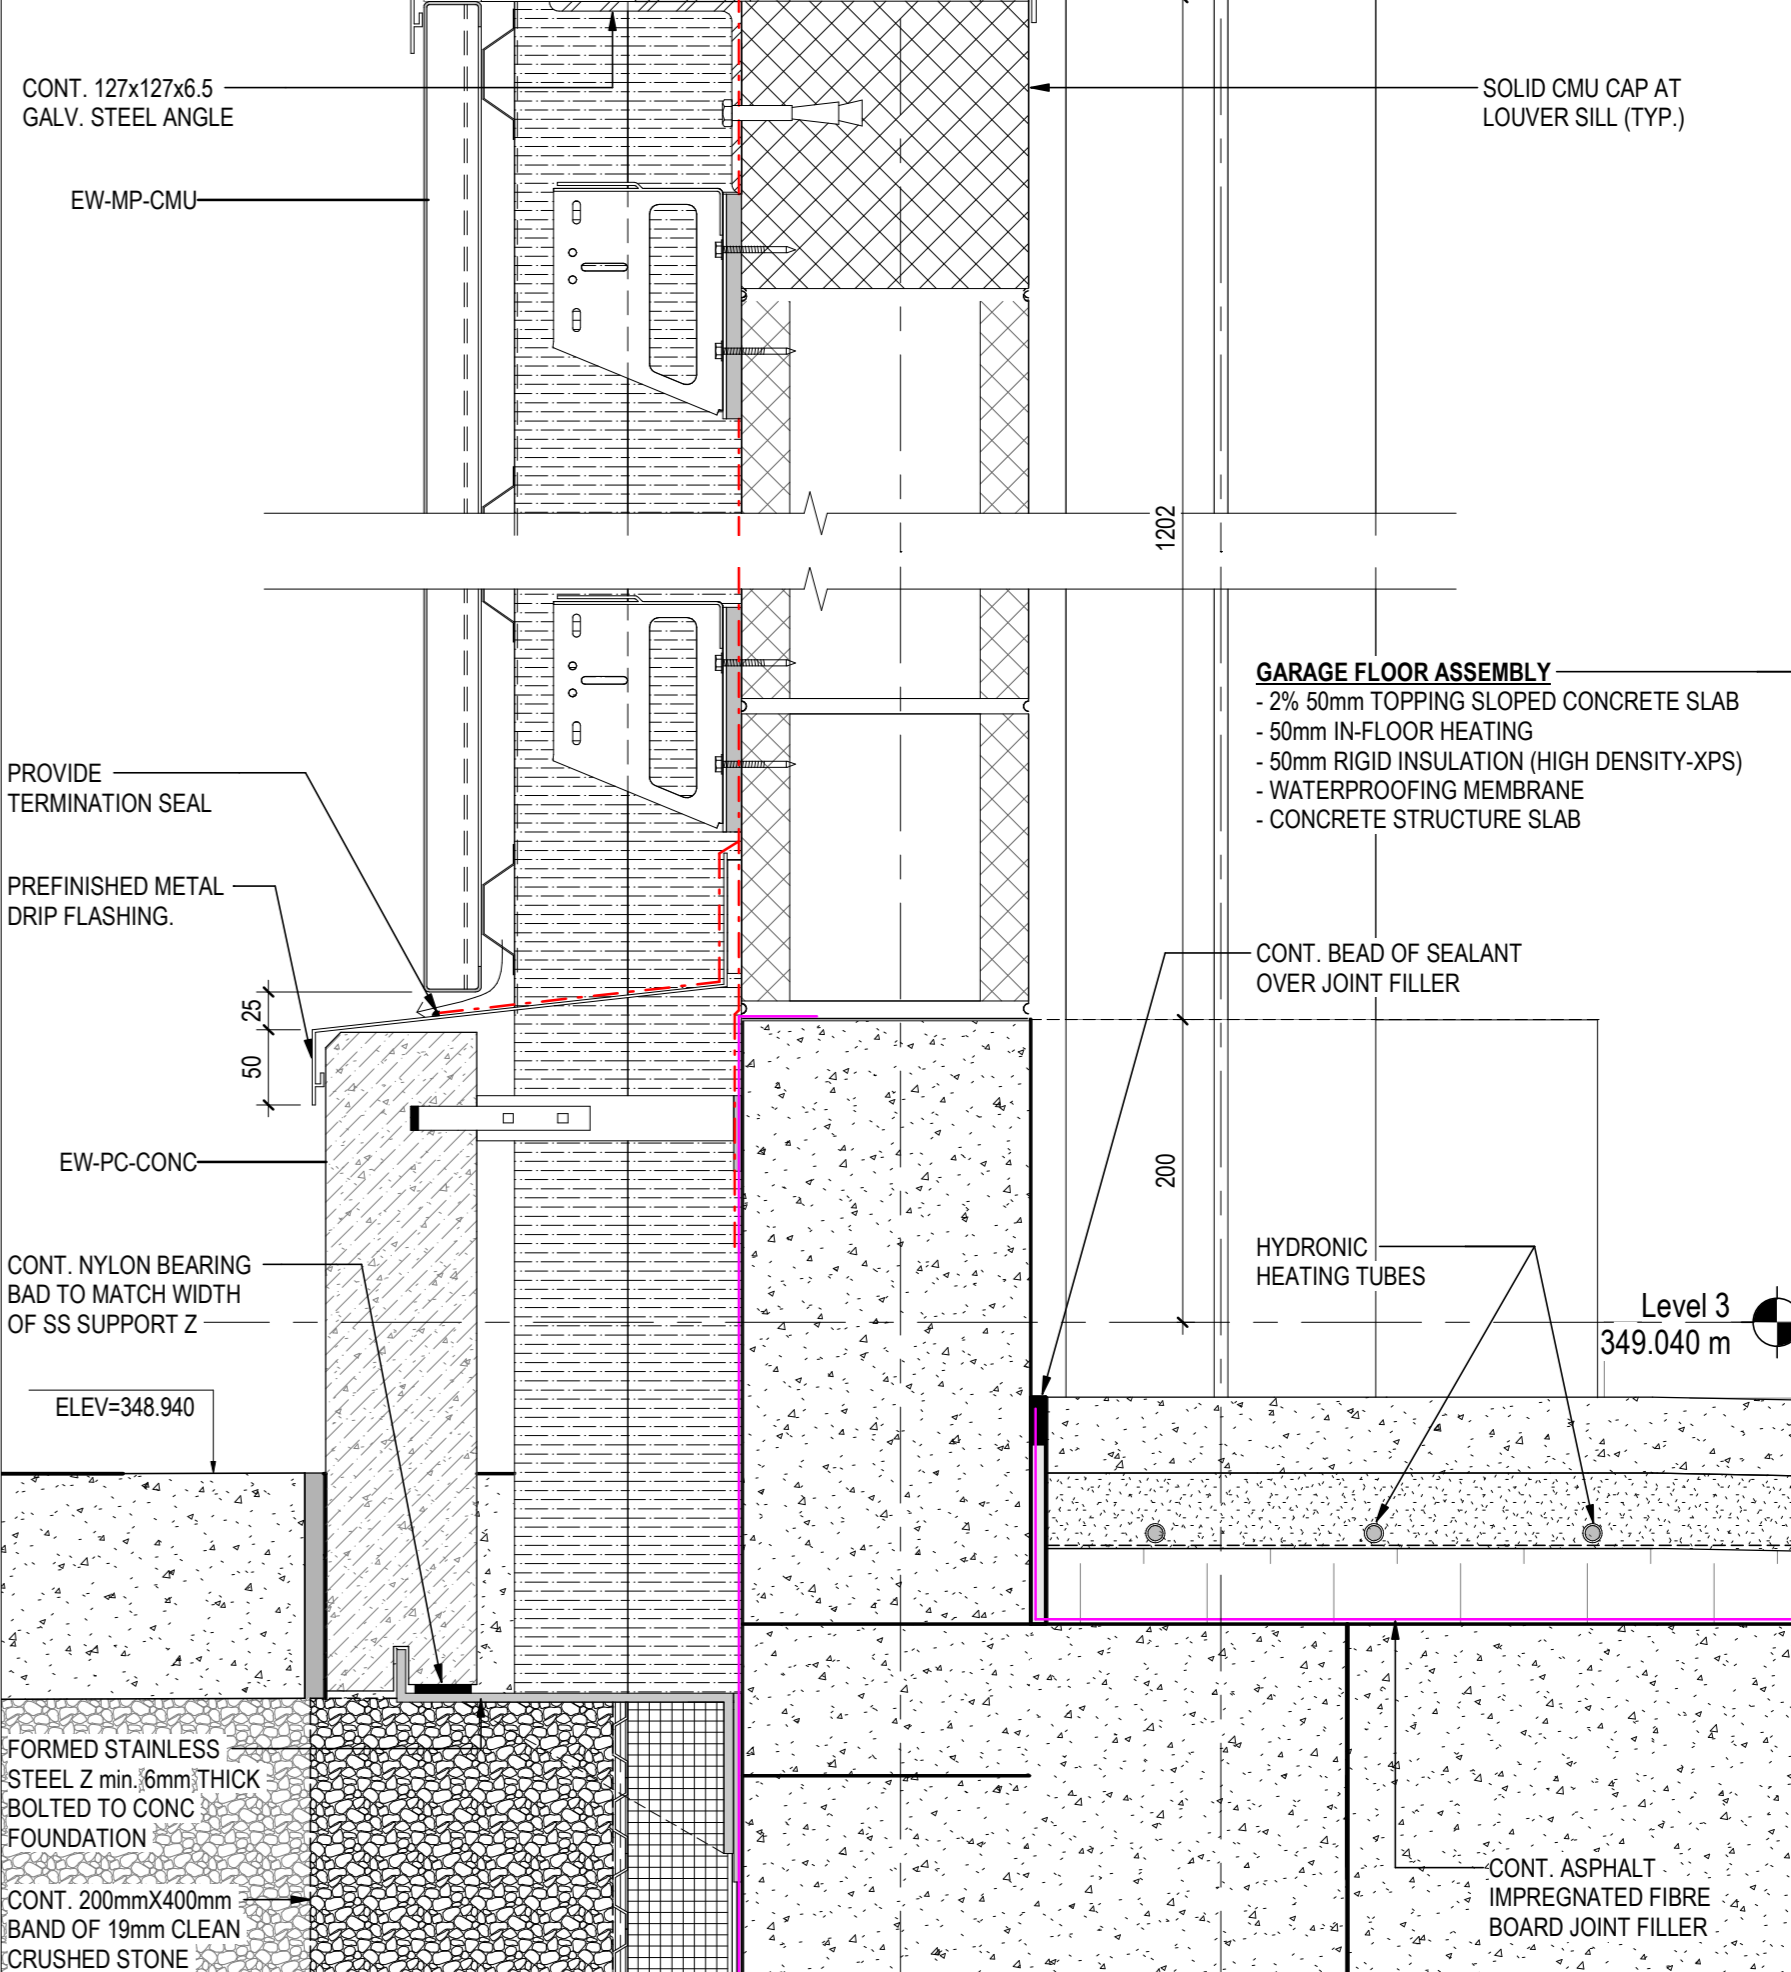 CONT. 127x127x6.5
GALV. STEEL ANGLE
SOLID CMU CAP AT
LOUVER SILL (TYP.)
EW-MP-CMU
1202
GARAGE FLOOR ASSEMBLY
- 2% 50mm TOPPING SLOPED CONCRETE SLAB
- 50mm IN-FLOOR HEATING
- 50mm RIGID INSULATION (HIGH DENSITY-XPS)
- WATERPROOFING MEMBRANE
- CONCRETE STRUCTURE SLAB
PROVIDE
TERMINATION SEAL
PREFINISHED METAL
DRIP FLASHING.
CONT. BEAD OF SEALANT
OVER JOINT FILLER
25
50
EW-PC-CONC
200
CONT. NYLON BEARING
BAD TO MATCH WIDTH
OF SS SUPPORT Z
HYDRONIC
HEATING TUBES
Level 3
349.040 m
ELEV=348.940
FORMED STAINLESS
STEEL Z min. 6mm THICK
BOLTED TO CONC
FOUNDATION
CONT. 200mmX400mm
BAND OF 19mm CLEAN
CRUSHED STONE
CONT. ASPHALT
IMPREGNATED FIBRE
BOARD JOINT FILLER